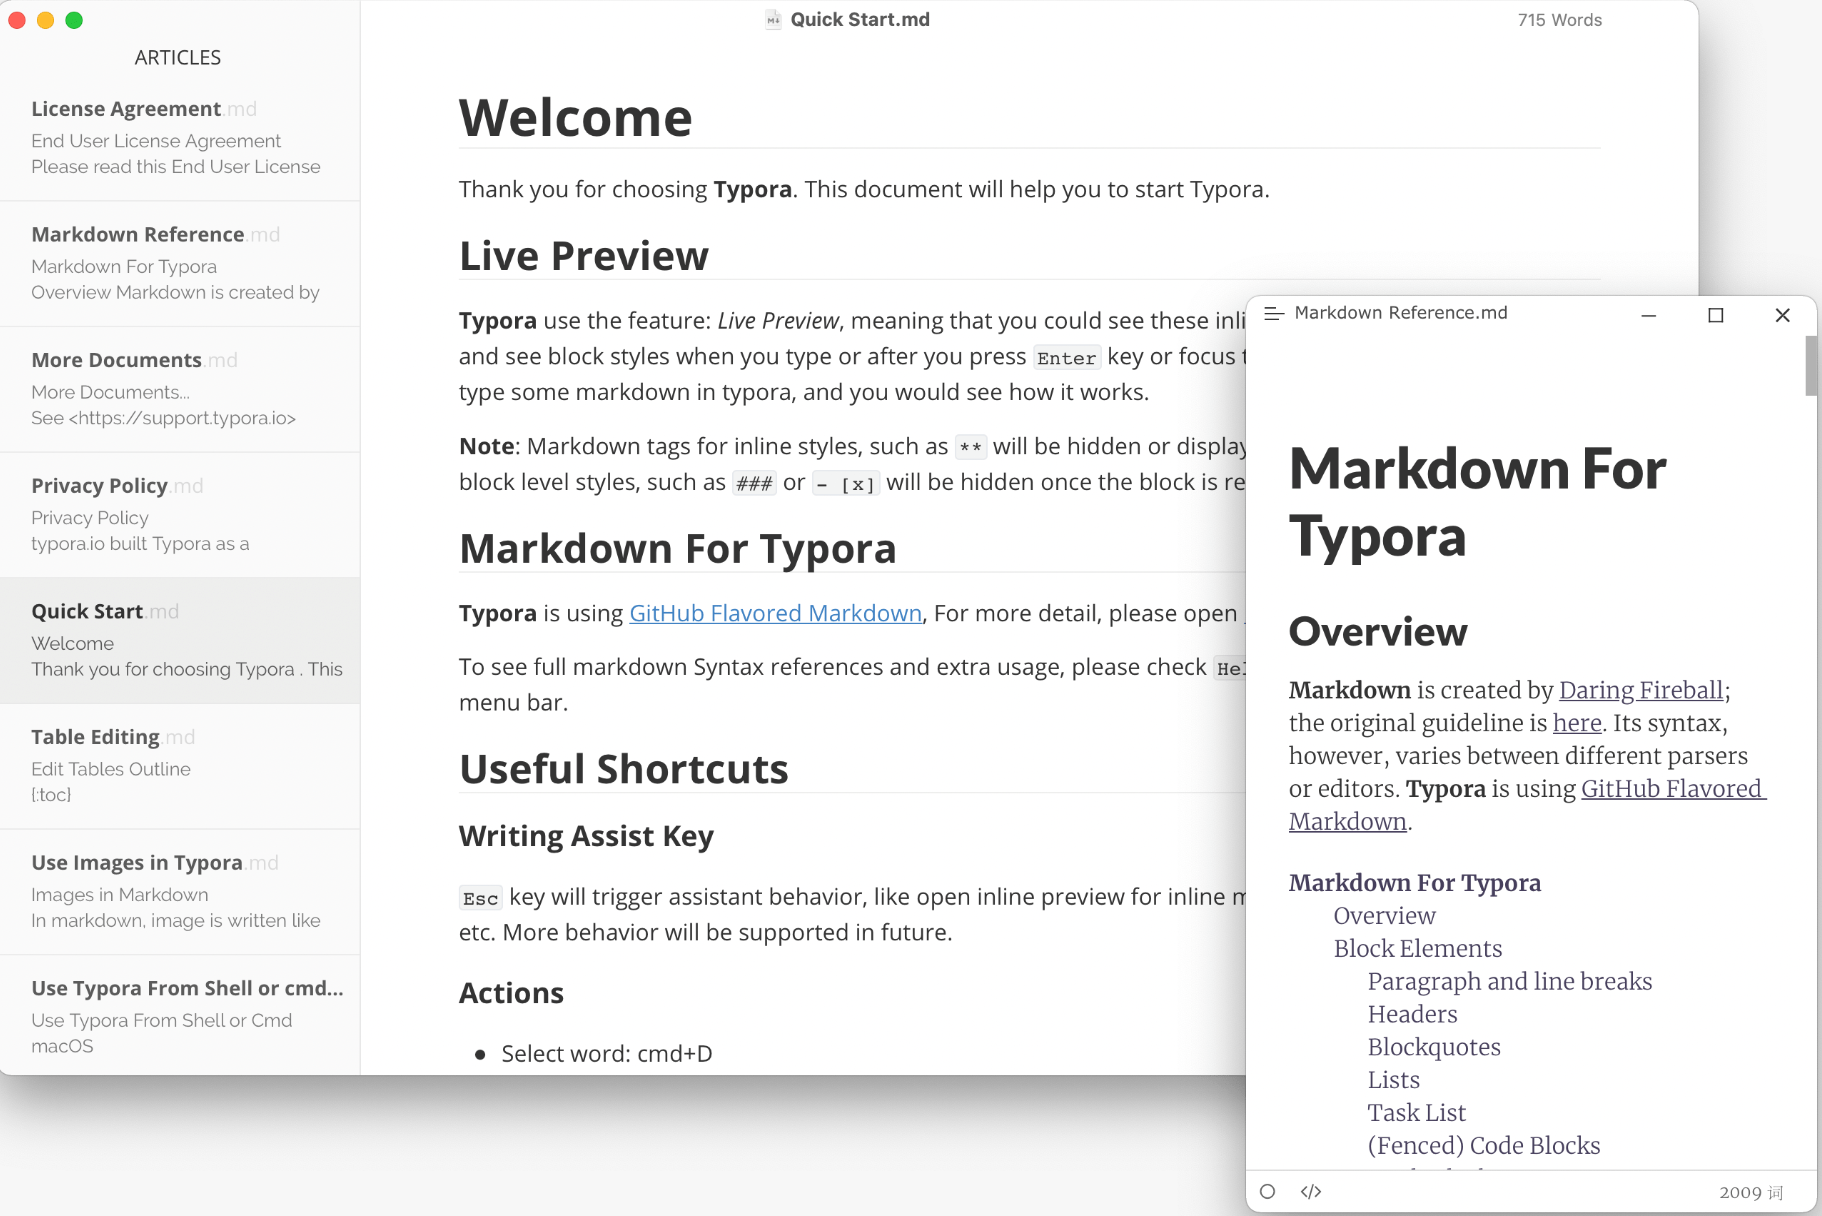 Quick Start.md
715 Words
ARTICLES
License Agreement.md
End User License Agreement
Please read this End User License
Markdown Reference.md
Markdown For Typora
Overview Markdown is created by
More Documents.md
More Documents...
See <https://support.typora.io>
Privacy Policy.md
Privacy Policy
typora.io built Typora as a
Quick Start.md
Welcome
Thank you for choosing Typora . This
Table Editing.md
Edit Tables Outline
{:toc}
Use Images in Typora.md
Images in Markdown
In markdown, image is written like
Use Typora From Shell or cmd...
Use Typora From Shell or Cmd
macOS
Welcome
Thank you for choosing Typora. This document will help you to start Typora.
Live Preview
Typora use the feature: Live Preview, meaning that you could see these inli
and see block styles when you type or after you press Enter key or focus
type some markdown in typora, and you would see how it works.
Note: Markdown tags for inline styles, such as ** will be hidden or display
block level styles, such as ### or - [x] will be hidden once the block is re
Markdown For Typora
Typora is using GitHub Flavored Markdown, For more detail, please open
To see full markdown Syntax references and extra usage, please check Hel
menu bar.
Useful Shortcuts
Writing Assist Key
Esc key will trigger assistant behavior, like open inline preview for inline m
etc. More behavior will be supported in future.
Actions
• Select word: cmd+D
Markdown Reference.md
Markdown For
Typora
Overview
Markdown is created by Daring Fireball;
the original guideline is here. Its syntax,
however, varies between different parsers
or editors. Typora is using GitHub Flavored
Markdown.
Markdown For Typora
Overview
Block Elements
Paragraph and line breaks
Headers
Blockquotes
Lists
Task List
(Fenced) Code Blocks
</>
2009 词